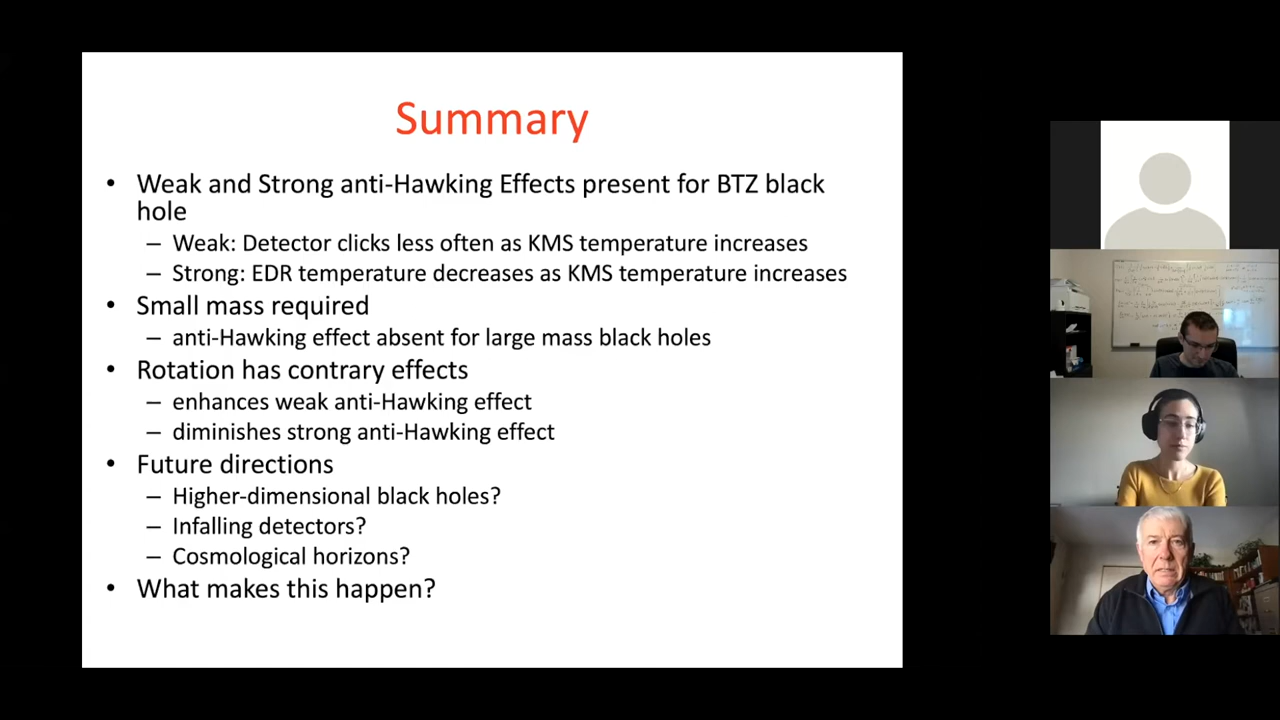 Summary
• Weak and Strong anti-Hawking Effects present for BTZ black
hole
– Weak: Detector clicks less often as KMS temperature increases
– Strong: EDR temperature decreases as KMS temperature increases
• Small mass required
– anti-Hawking effect absent for large mass black holes
• Rotation has contrary effects
– enhances weak anti-Hawking effect
– diminishes strong anti-Hawking effect
• Future directions
– Higher-dimensional black holes?
– Infalling detectors?
– Cosmological horizons?
• What makes this happen?